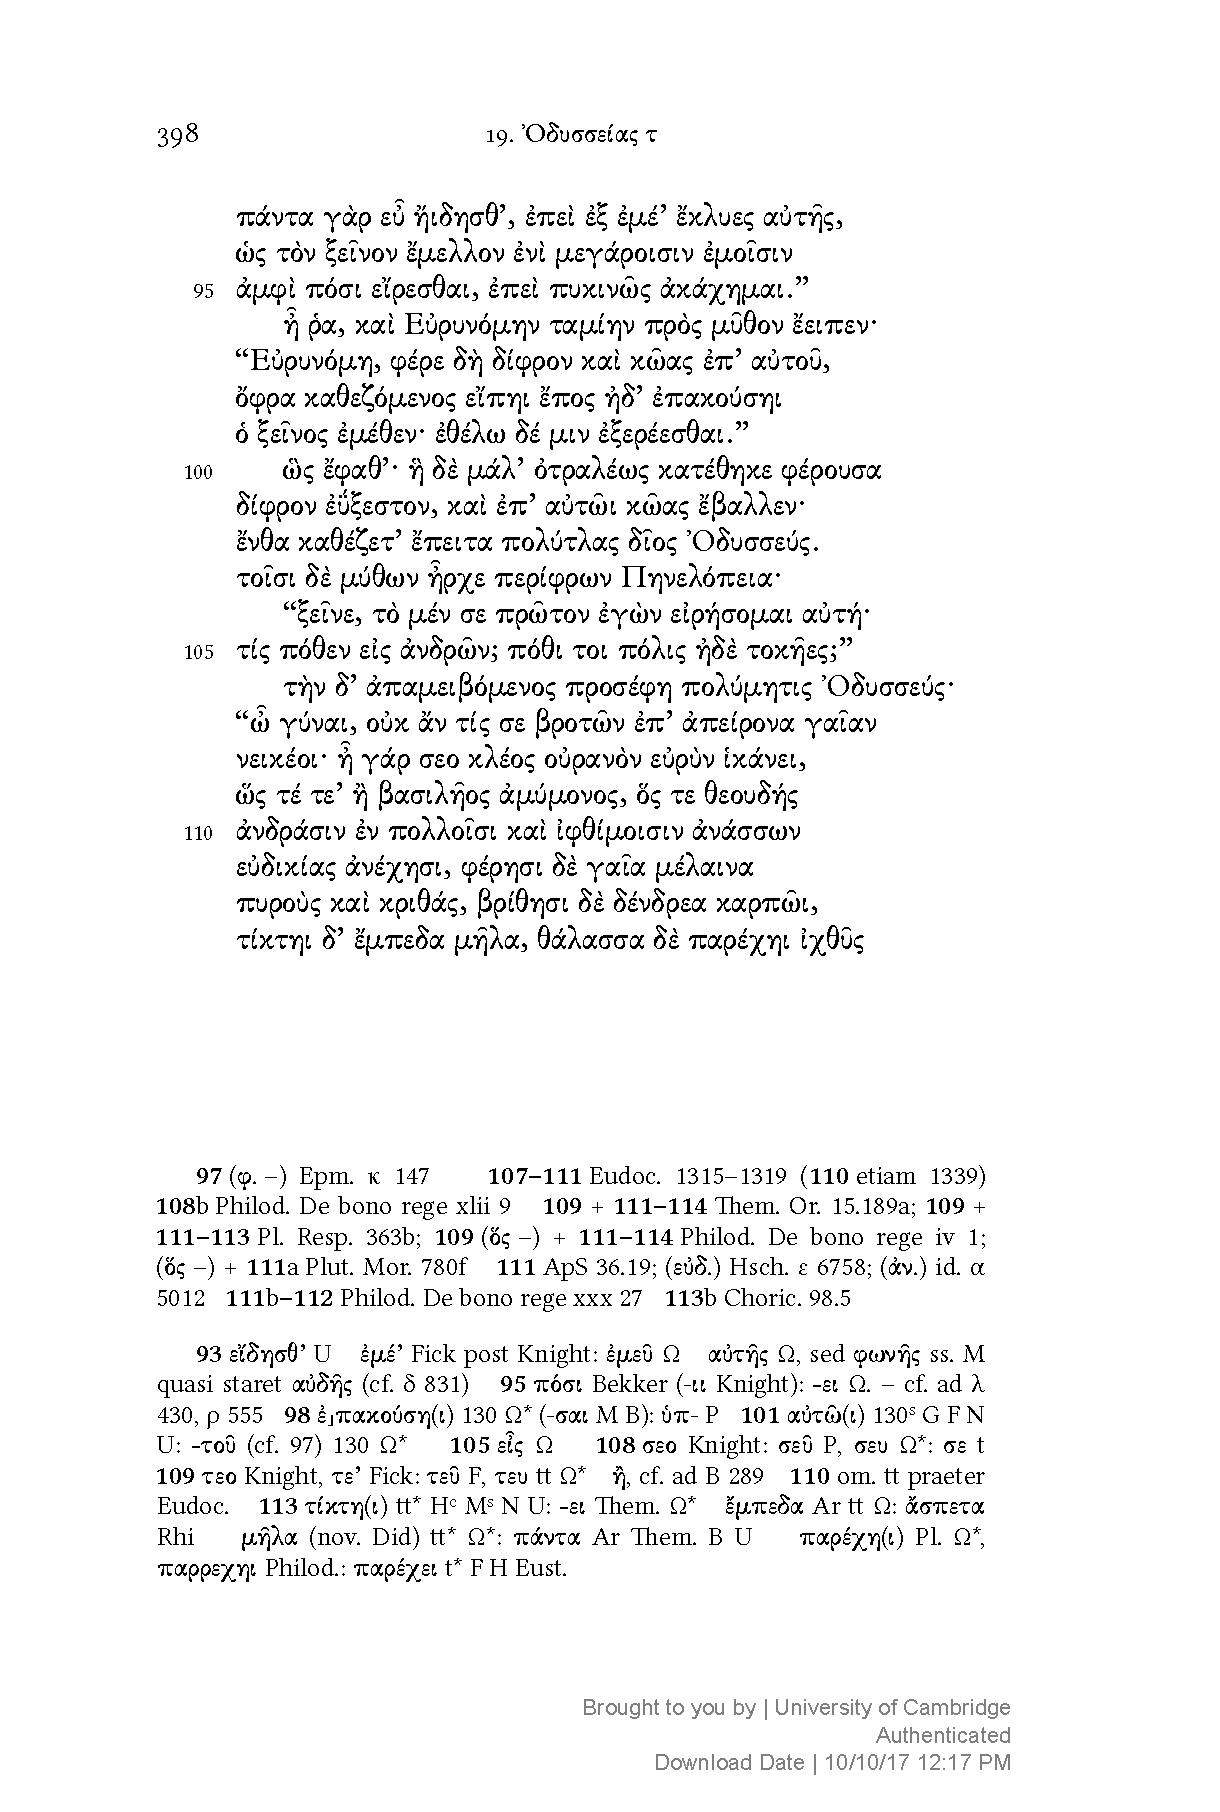 398
19. Ὀδυσσείας τ
πάντα γὰρ εὖ ἤιδησθ’, ἐπεὶ ἐξ ἐμέ’ ἔκλυες αὐτῆς,
ὡς τὸν ξεῖνον ἔμελλον ἐνὶ μεγάροισιν ἐμοῖσιν
95 ἀμφὶ πόσι εἴρεσθαι, ἐπεὶ πυκινῶς ἀκάχημαι.”
ἦ ῥα, καὶ Εὐρυνόμην ταμίην πρὸς μῦθον ἔειπεν·
“Εὐρυνόμη, φέρε δὴ δίφρον καὶ κῶας ἐπ’ αὐτοῦ,
ὄφρα καθεζόμενος εἴπηι ἔπος ἠδ’ ἐπακούσηι
ὁ ξεῖνος ἐμέθεν· ἐθέλω δέ μιν ἐξερέεσθαι.”
100 ὣς ἔφαθ’· ἣ δὲ μάλ’ ὀτραλέως κατέθηκε φέρουσα
δίφρον ἐΰξεστον, καὶ ἐπ’ αὐτῶι κῶας ἔβαλλεν·
ἔνθα καθέζετ’ ἔπειτα πολύτλας δῖος Ὀδυσσεύς.
τοῖσι δὲ μύθων ἦρχε περίφρων Πηνελόπεια·
“ξεῖνε, τὸ μέν σε πρῶτον ἐγὼν εἰρήσομαι αὐτή·
105 τίς πόθεν εἰς ἀνδρῶν; πόθι τοι πόλις ἠδὲ τοκῆες;”
τὴν δ’ ἀπαμειβόμενος προσέφη πολύμητις Ὀδυσσεύς·
“ὦ γύναι, οὐκ ἄν τίς σε βροτῶν ἐπ’ ἀπείρονα γαῖαν
νεικέοι· ἦ γάρ σεο κλέος οὐρανὸν εὐρὺν ἱκάνει,
ὥς τέ τε’ ἢ βασιλῆος ἀμύμονος, ὅς τε θεουδής
110 ἀνδράσιν ἐν πολλοῖσι καὶ ἰφθίμοισιν ἀνάσσων
εὐδικίας ἀνέχησι, φέρησι δὲ γαῖα μέλαινα
πυροὺς καὶ κριθάς, βρίθησι δὲ δένδρεα καρπῶι,
τίκτηι δ’ ἔμπεδα μῆλα, θάλασσα δὲ παρέχηι ἰχθῦς
97 (φ. –) Epm. κ 147 107–111 Eudoc. 1315–1319 (110 etiam 1339)
108b Philod. De bono rege xlii 9 109 + 111–114 Them. Or. 15.189a; 109 +
111–113 Pl. Resp. 363b; 109 (ὅς –) + 111–114 Philod. De bono rege iv 1;
(ὅς –) + 111a Plut. Mor. 780f 111 ApS 36.19; (εὐδ.) Hsch. ε 6758; (ἀν.) id. α
5012 111b–112 Philod. De bono rege xxx 27 113b Choric. 98.5
93 εἴδησθ’ U ἐμέ’ Fick post Knight: ἐμεῦ Ω αὐτῆς Ω, sed φωνῆς ss. M
quasi staret αὐδῆς (cf. δ 831) 95 πόσι Bekker (-ιι Knight): -ει Ω. – cf. ad λ
430, ρ 555 98 ἐ⌟πακούση(ι) 130 Ω* (-σαι M B): ὑπ- P 101 αὐτῶ(ι) 130ˢ G F N
U: -τοῦ (cf. 97) 130 Ω* 105 εἶς Ω 108 σεο Knight: σεῦ P, σευ Ω*: σε t
109 τεο Knight, τε’ Fick: τεῦ F, τευ tt Ω* ἤ, cf. ad B 289 110 om. tt praeter
Eudoc. 113 τίκτη(ι) tt* Hᶜ Mˢ N U: -ει Them. Ω* ἔμπεδα Ar tt Ω: ἄσπετα
Rhi μῆλα (nov. Did) tt* Ω*: πάντα Ar Them. B U παρέχη(ι) Pl. Ω*,
παρρεχηι Philod.: παρέχει t* F H Eust.
Brought to you by | University of Cambridge
Authenticated
Download Date | 10/10/17 12:17 PM